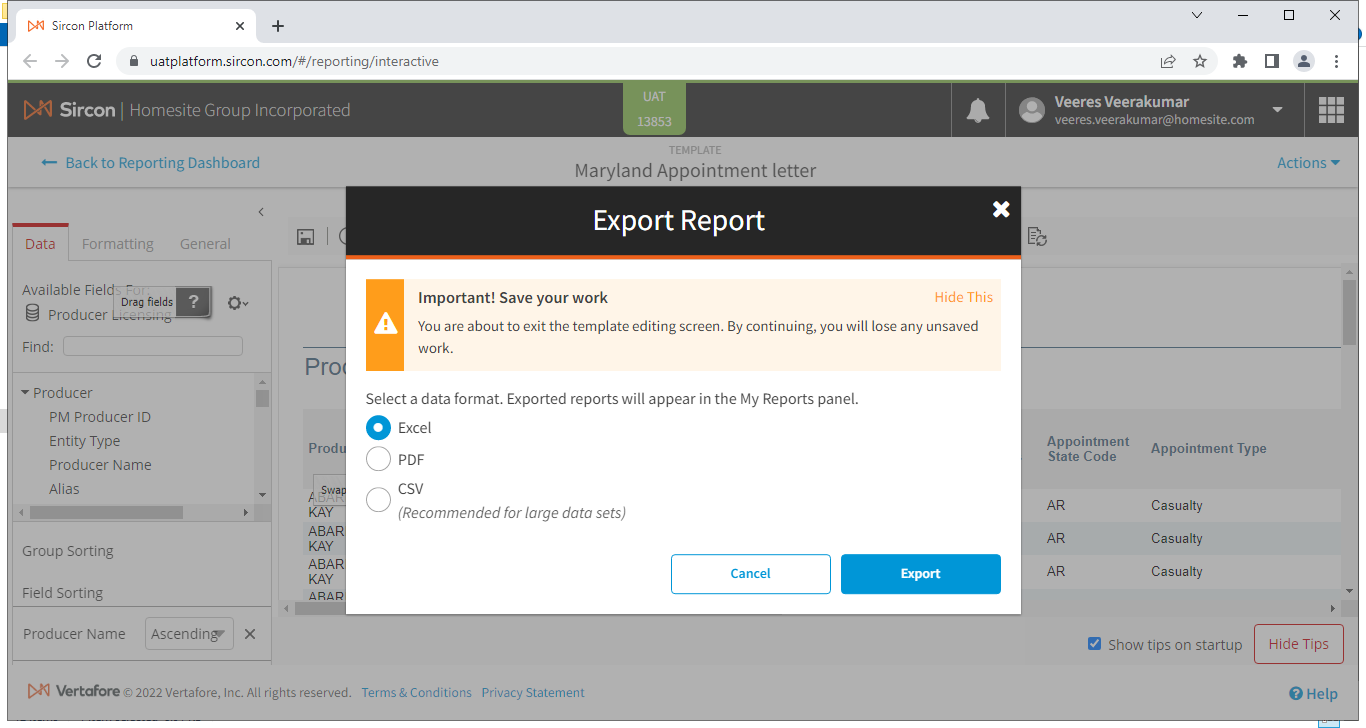 Sircon Platform
uatplatform.sircon.com/#/reporting/interactive
Sircon | Homesite Group Incorporated
UAT
13853
Veeres Veerakumar
veeres.veerakumar@homesite.com
Back to Reporting Dashboard
TEMPLATE
Maryland Appointment letter
Actions
Export Report
Important! Save your work
Hide This
You are about to exit the template editing screen. By continuing, you will lose any unsaved
work.
Select a data format. Exported reports will appear in the My Reports panel.
Excel
PDF
CSV
(Recommended for large data sets)
Cancel
Export
Data
Formatting
General
Available Fields For:
Drag fields
?
Producer Licensing
Find:
Producer
PM Producer ID
Entity Type
Producer Name
Alias
Group Sorting
Field Sorting
Producer Name
Ascending
Appointment
State Code
Appointment Type
Swap
KAY
AR
Casualty
ABAR
KAY
AR
Casualty
ABAR
KAY
AR
Casualty
ABAR
Show tips on startup
Hide Tips
Vertafore © 2022 Vertafore, Inc. All rights reserved.
Terms & Conditions
Privacy Statement
Help